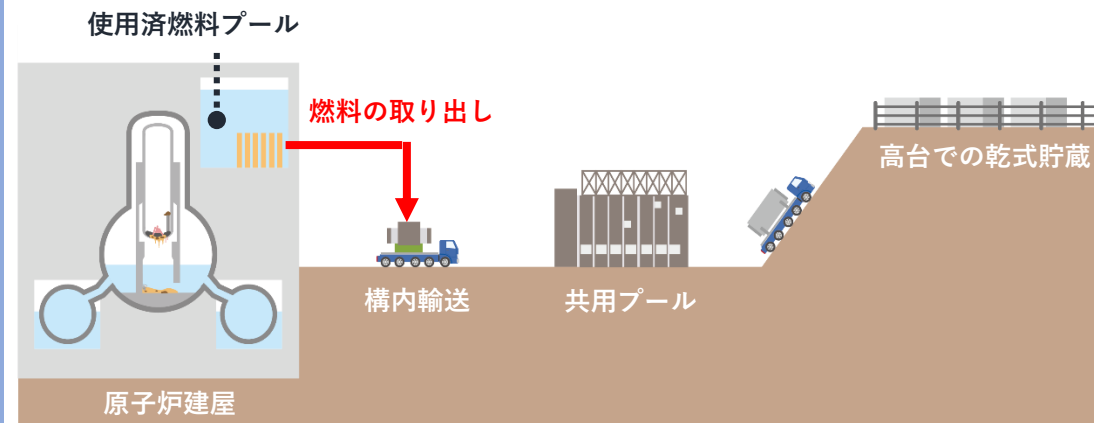 使用済燃料プール
燃料の取り出し
高台での乾式貯蔵
構内輸送
共用プール
原子炉建屋